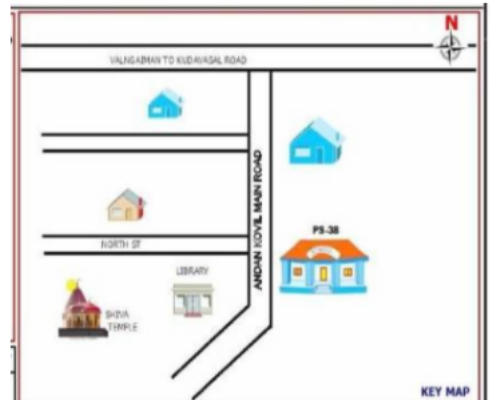 N
VALNGAIMAN TO KUDAVASAL ROAD
ANDAN KOVIL MAIN ROAD
PS-38
NORTH ST
LIBRARY
SHIVA
TEMPLE
KEY MAP